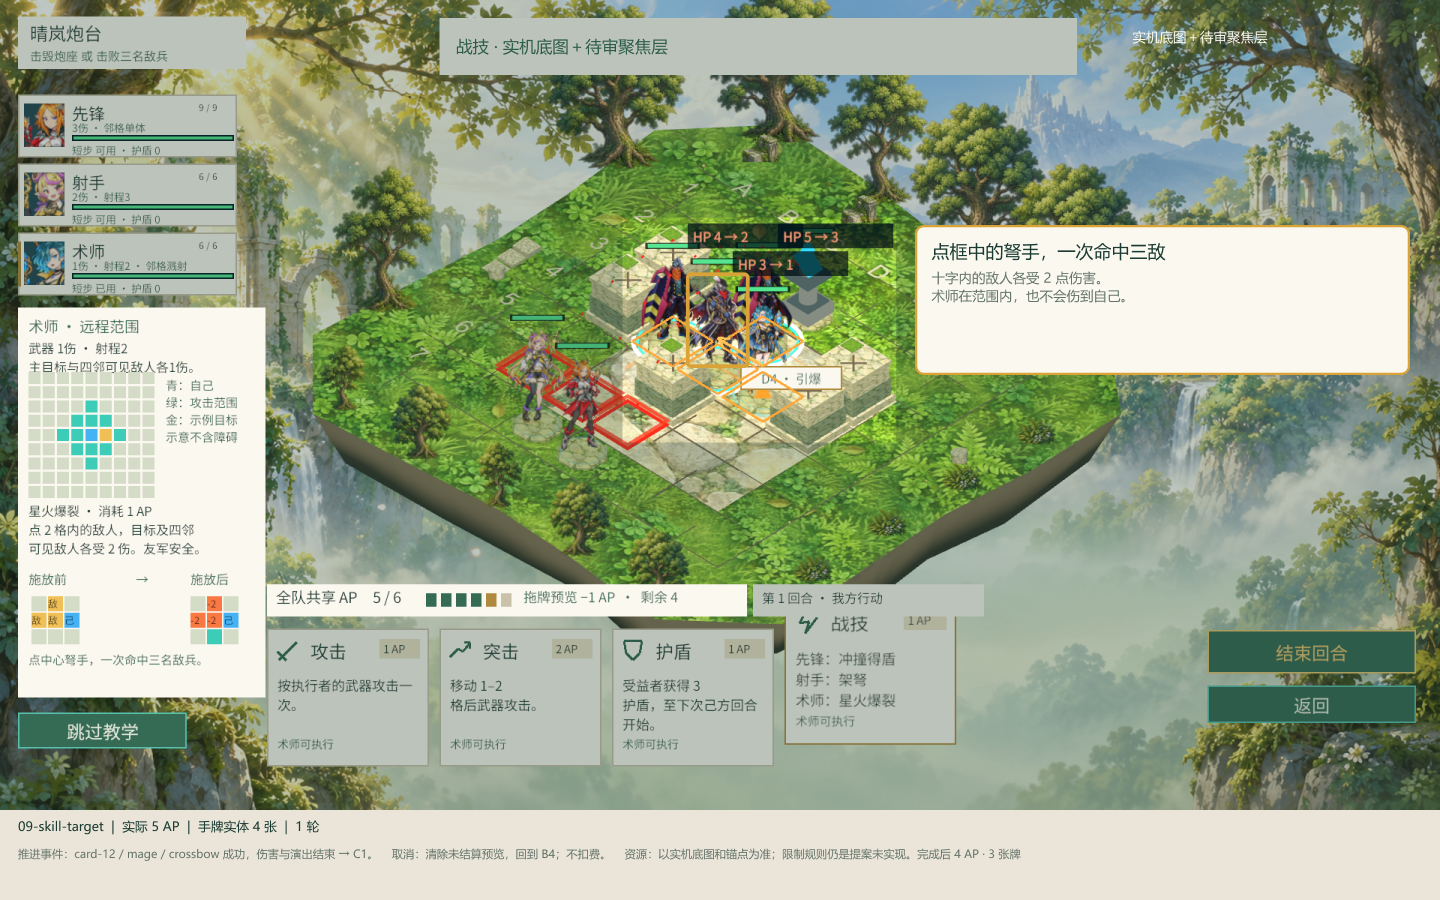 晴岚炮台
击毁炮座 或 击败三名敌兵
战技 · 实机底图 + 待审聚焦层
实机底图 + 待审聚焦层
先锋
9 / 9
3伤 · 邻格单体
短步 可用 · 护盾 0
射手
6 / 6
2伤 · 射程3
短步 可用 · 护盾 0
术师
6 / 6
1伤 · 射程2 · 邻格溅射
短步 已用 · 护盾 0
HP 4 → 2
HP 5 → 3
HP 3 → 1
D4 · 引爆
点框中的弩手，一次命中三敌
十字内的敌人各受 2 点伤害。
术师在范围内，也不会伤到自己。
术师 · 远程范围
武器 1伤 · 射程2
主目标与四邻可见敌人各1伤。
青：自己
绿：攻击范围
金：示例目标
示意不含障碍
星火爆裂 · 消耗 1 AP
点 2 格内的敌人，目标及四邻
可见敌人各受 2 伤。友军安全。
施放前 → 施放后
敌
敌 敌 己
-2
-2 -2 己
点中心弩手，一次命中三名敌兵。
跳过教学
全队共享 AP 5 / 6
拖牌预览 −1 AP · 剩余 4
第 1 回合 · 我方行动
攻击
1 AP
按执行者的武器攻击一
次。
术师可执行
突击
2 AP
移动 1–2
格后武器攻击。
术师可执行
护盾
1 AP
受益者获得 3
护盾，至下次己方回合
开始。
术师可执行
战技
1 AP
先锋：冲撞得盾
射手：架弩
术师：星火爆裂
术师可执行
结束回合
返回
09-skill-target | 实际 5 AP | 手牌实体 4 张 | 1 轮
推进事件：card-12 / mage / crossbow 成功，伤害与演出结束 → C1。 取消：清除未结算预览，回到 B4；不扣费。 资源：以实机底图和锚点为准；限制规则仍是提案未实现。完成后 4 AP · 3 张牌